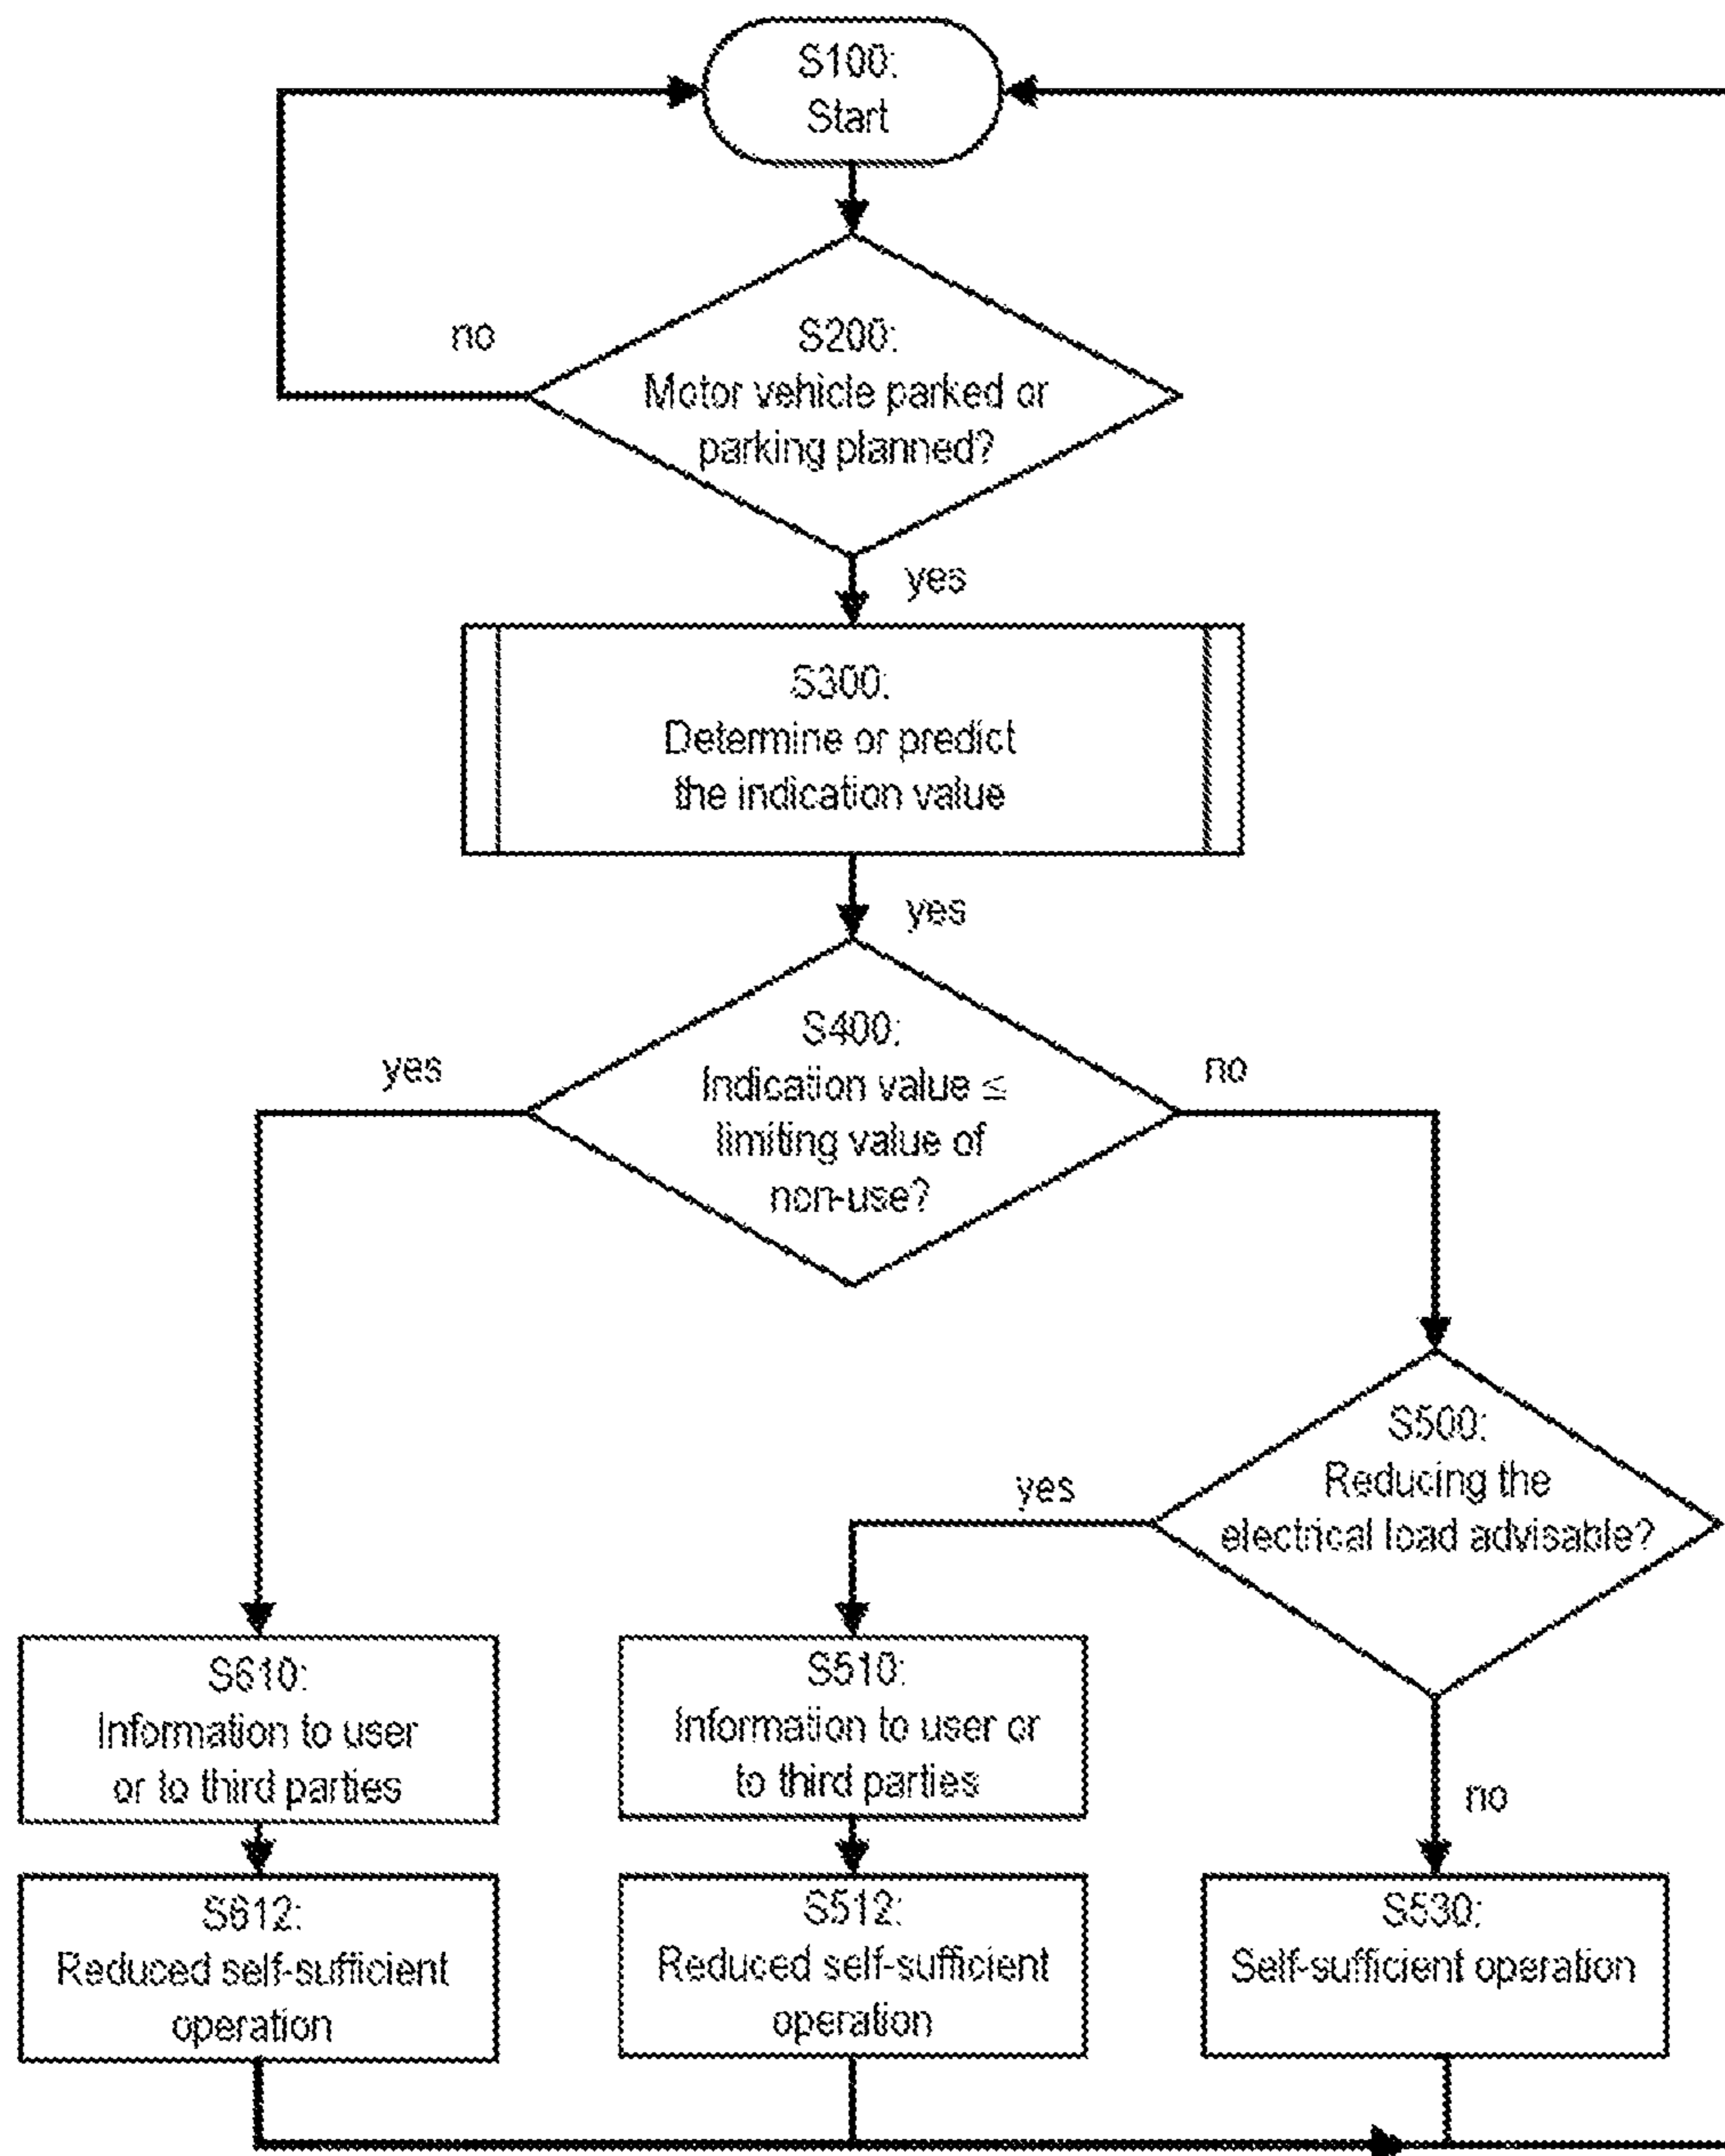 S100:
Start
no
S200:
Motor vehicle parked or
parking planned?
yes
S300:
Determine or predict
the indication value
yes
S400:
Indication value ≤
limiting value of
non-use?
yes
no
S500:
Reducing the
electrical load advisable?
yes
no
S610:
Information to user
or to third parties
S510:
Information to user or
to third parties
S612:
Reduced self-sufficient
operation
S512:
Reduced self-sufficient
operation
S530:
Self-sufficient operation